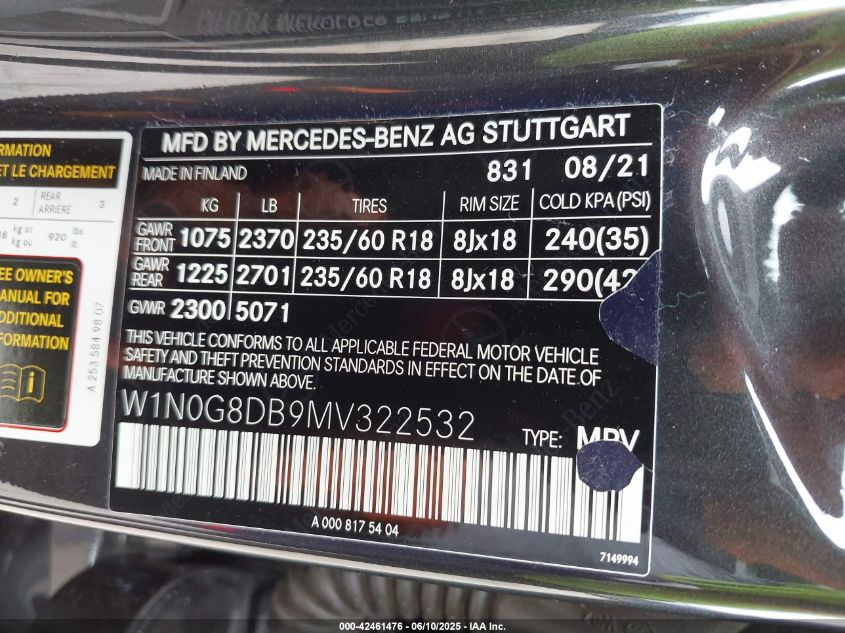 RMATION
ET LE CHARGEMENT
2 REAR ARRIÈRE 3
kg or kg ou 920 lbs. lb.
EE OWNER'S
ANUAL FOR
DDITIONAL
FORMATION
A 253 584 98 07
MFD BY MERCEDES-BENZ AG STUTTGART
MADE IN FINLAND 831 08/21
KG LB TIRES RIM SIZE COLD KPA (PSI)
GAWR FRONT 1075 2370 235/60 R18 8Jx18 240(35)
GAWR REAR 1225 2701 235/60 R18 8Jx18 290(42
GVWR 2300 5071
THIS VEHICLE CONFORMS TO ALL APPLICABLE FEDERAL MOTOR VEHICLE
SAFETY AND THEFT PREVENTION STANDARDS IN EFFECT ON THE DATE OF
MANUFACTURE SHOWN ABOVE.
W1N0G8DB9MV322532
TYPE: MPV
A 000 817 54 04
7149994
000-42461476 - 06/10/2025 - IAA Inc.